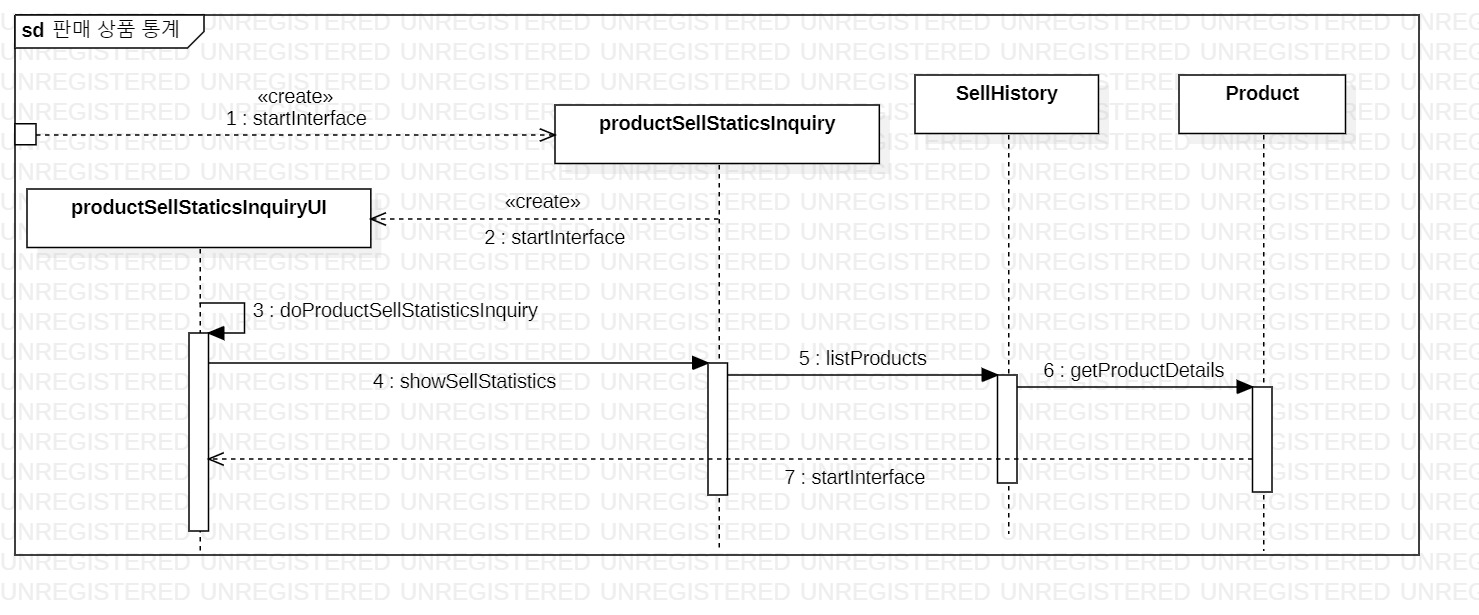 sd 판매 상품 통계
«create»
1 : startInterface
productSellStaticsInquiry
SellHistory
Product
productSellStaticsInquiryUI
«create»
2 : startInterface
3 : doProductSellStatisticsInquiry
4 : showSellStatistics
5 : listProducts
6 : getProductDetails
7 : startInterface
UNREGISTERED